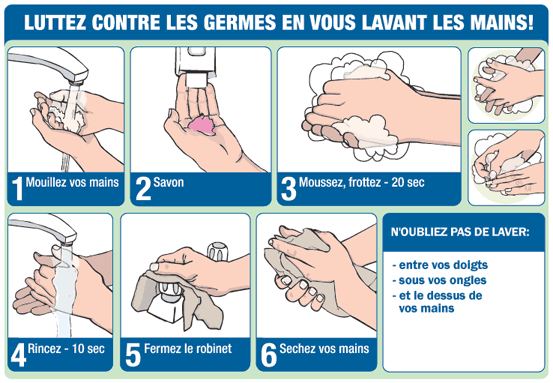 LUTTEZ CONTRE LES GERMES EN VOUS LAVANT LES MAINS!
1 Mouillez vos mains
2 Savon
3 Moussez, frottez - 20 sec
4 Rincez - 10 sec
5 Fermez le robinet
6 Sechez vos mains
N'OUBLIEZ PAS DE LAVER:
- entre vos doigts
- sous vos ongles
- et le dessus de
vos mains